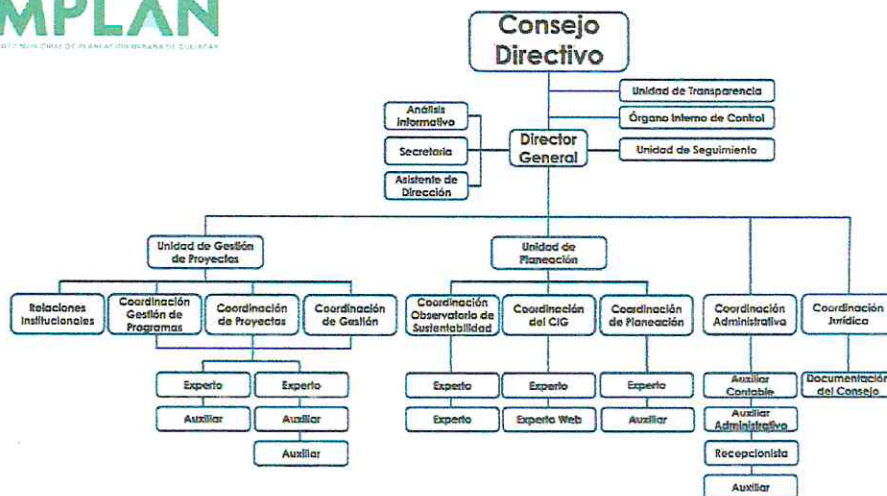 MPLAN
Consejo
Directivo
Unidad de Transparencia
Órgano Interno de Control
Análisis
Informativo
Secretaria
Director
General
Unidad de Seguimiento
Asistente de
Dirección
Unidad de Gestión
de Proyectos
Unidad de
Planeación
Relaciones
Institucionales
Coordinación
Gestión de
Programas
Coordinación
de Proyectos
Coordinación
de Gestión
Coordinación
Observatorio de
Sustentabilidad
Coordinación
del CIG
Coordinación
de Planeación
Coordinación
Administrativa
Coordinación
Jurídica
Experto
Experto
Experto
Experto
Experto
Auxiliar
Contable
Documentación
del Consejo
Auxiliar
Auxiliar
Experto
Experto Web
Auxiliar
Auxiliar
Administrativo
Auxiliar
Recepcionista
Auxiliar